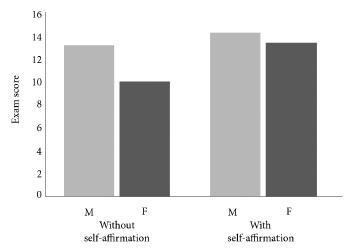 16
14
12
10
8
6
4
2
0
Exam score
M F M F
Without With
self-affirmation self-affirmation